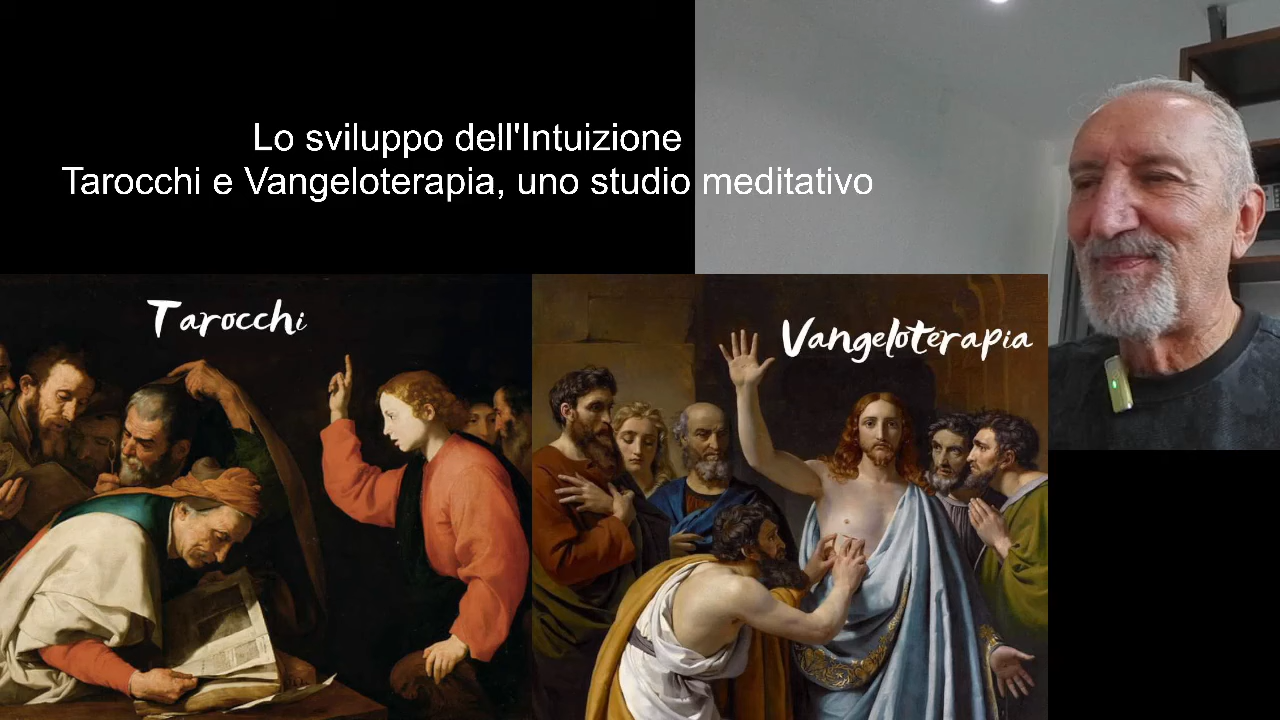 Lo sviluppo dell'Intuizione
Tarocchi e Vangeloterapia, uno studio meditativo
Tarocchi
Vangeloterapia